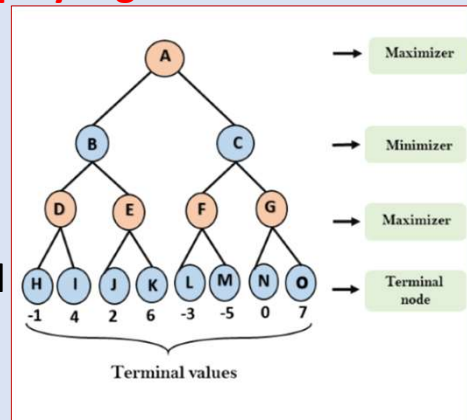 A
Maximizer
B C
Minimizer
D E F G
Maximizer
H I J K L M N O
Terminal
node
-1 4 2 6 -3 -5 0 7
Terminal values